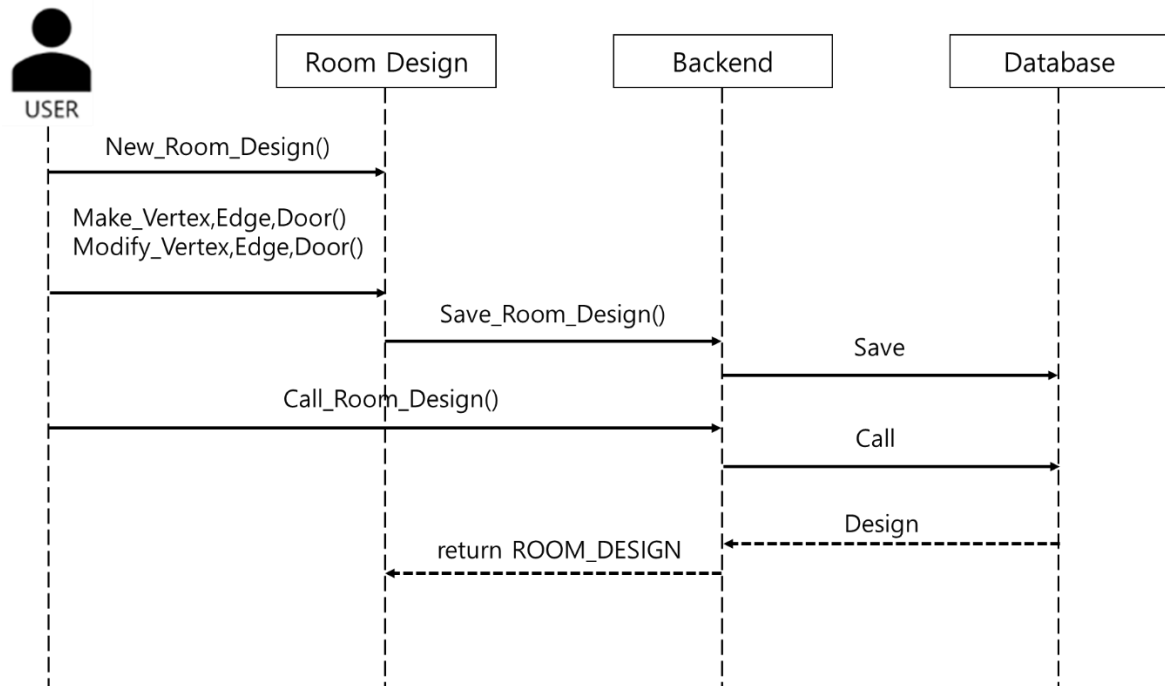 USER
Room Design
Backend
Database
New_Room_Design()
Make_Vertex,Edge,Door()
Modify_Vertex,Edge,Door()
Save_Room_Design()
Save
Call_Room_Design()
Call
Design
return ROOM_DESIGN